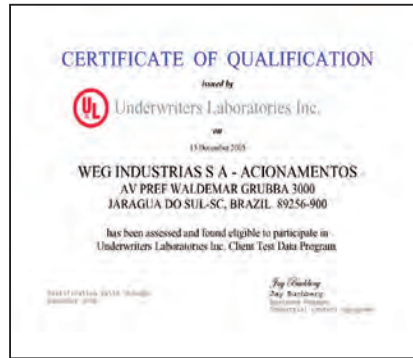 CERTIFICATE OF QUALIFICATION
issued by
UL Underwriters Laboratories Inc.
on
15 December 2005
WEG INDUSTRIAS S A - ACIONAMENTOS
AV PREF WALDEMAR GRUBBA 3000
JARAGUA DO SUL-SC, BRAZIL 89256-900
has been assessed and found eligible to participate in
Underwriters Laboratories Inc. Client Test Data Program